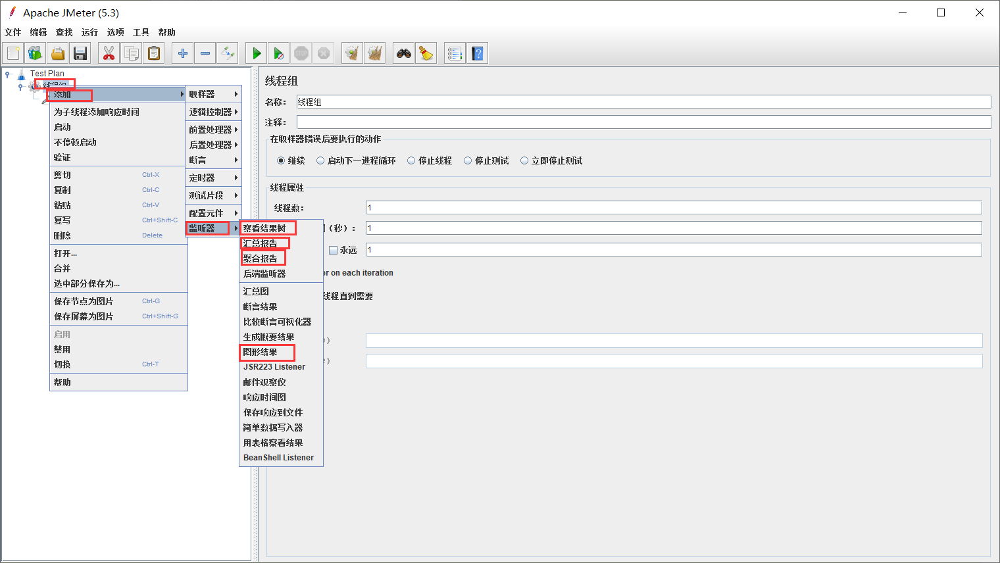 Apache JMeter (5.3)
文件 编辑 查找 运行 选项 工具 帮助
STOP
Test Plan
线程组
添加
为子线程添加响应时间
启动
不停顿启动
验证
剪切 Ctrl-X
复制 Ctrl-C
粘贴 Ctrl-V
复写 Ctrl+Shift-C
删除 Delete
打开...
合并
选中部分保存为...
保存节点为图片 Ctrl-G
保存屏幕为图片 Ctrl+Shift-G
启用
禁用
切换 Ctrl-T
帮助
取样器
逻辑控制器
前置处理器
后置处理器
断言
定时器
测试片段
配置元件
监听器
察看结果树
汇总报告
聚合报告
后端监听器
汇总图
断言结果
比较断言可视化器
生成概要结果
图形结果
JSR223 Listener
邮件观察仪
响应时间图
保存响应到文件
简单数据写入器
用表格察看结果
BeanShell Listener
线程组
名称： 线程组
注释：
在取样器错误后要执行的动作
继续 启动下一进程循环 停止线程 停止测试 立即停止测试
线程属性
线程数： 1
（秒）： 1
永远 1
er on each iteration
线程直到需要
）
）